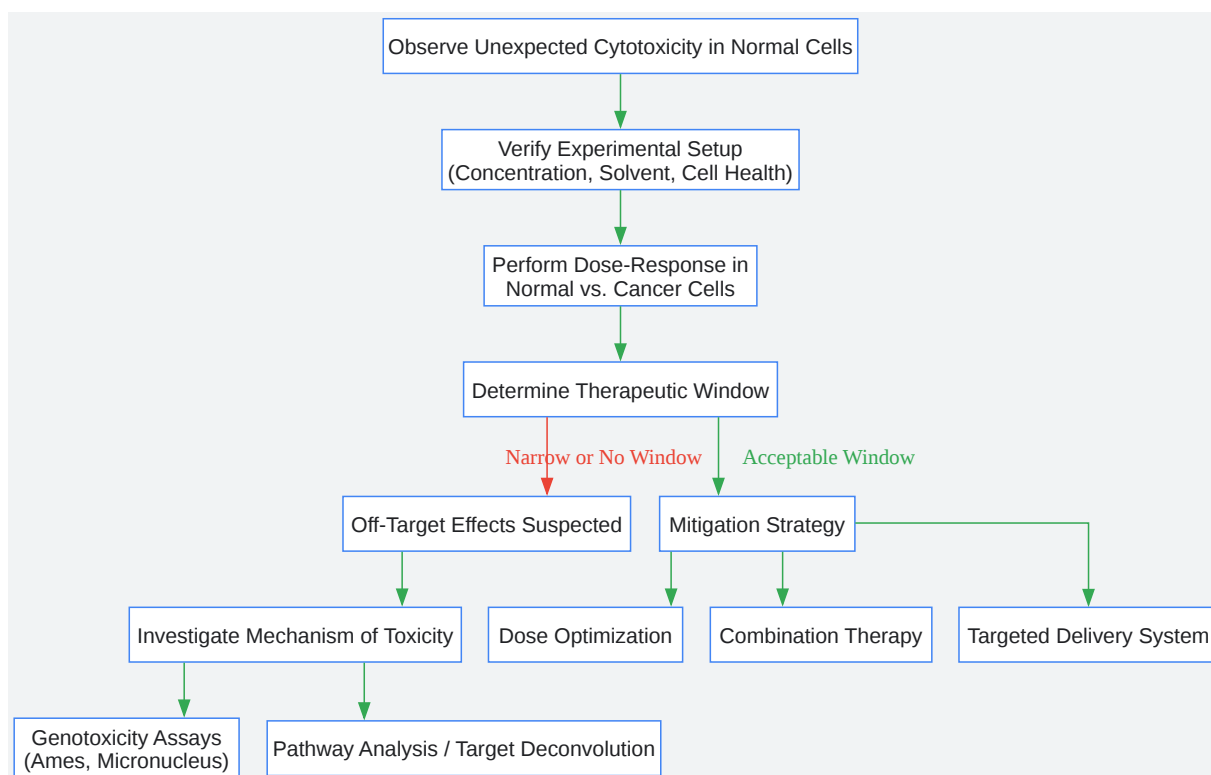 Observe Unexpected Cytotoxicity in Normal Cells
Verify Experimental Setup
(Concentration, Solvent, Cell Health)
Perform Dose-Response in
Normal vs. Cancer Cells
Determine Therapeutic Window
Narrow or No Window
Acceptable Window
Off-Target Effects Suspected
Mitigation Strategy
Investigate Mechanism of Toxicity
Dose Optimization
Combination Therapy
Targeted Delivery System
Genotoxicity Assays
(Ames, Micronucleus)
Pathway Analysis / Target Deconvolution